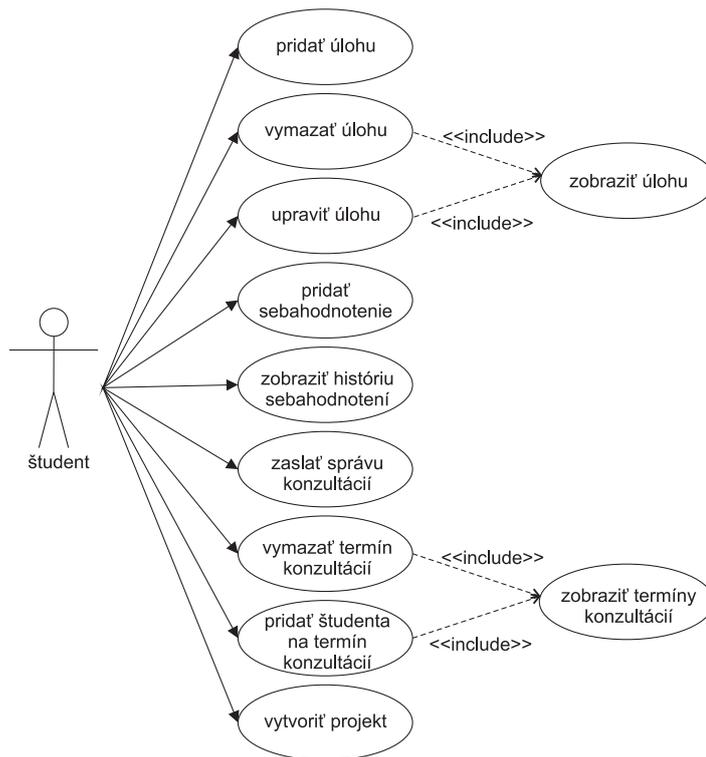 pridať úlohu
vymazať úlohu
<<include>>
zobraziť úlohu
upraviť úlohu
<<include>>
pridať
sebahodnotenie
zobraziť históriu
sebahodnotení
študent
zaslať správu
konzultácií
vymazať termín
konzultácií
<<include>>
zobraziť termíny
konzultácií
pridať študenta
na termín
konzultácií
<<include>>
vytvoriť projekt